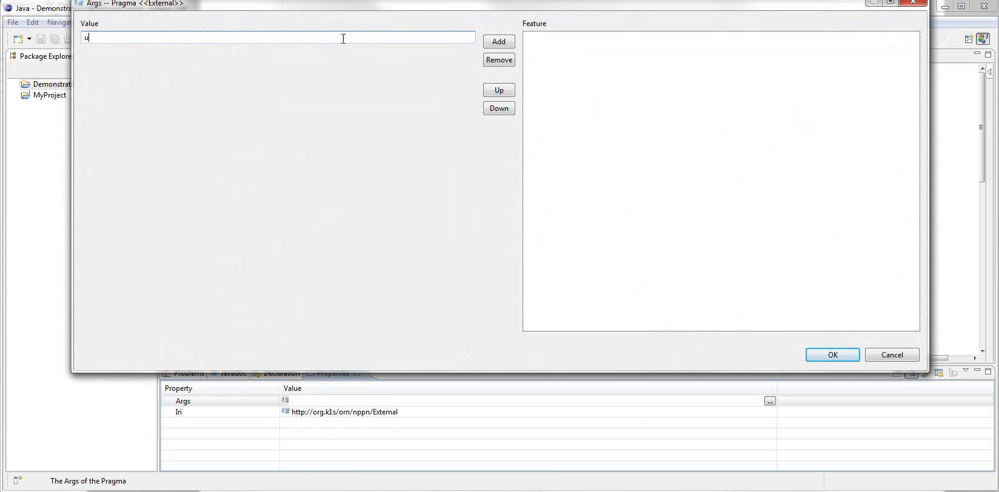 Java - Demonstra
Args -- Pragma <<External>>
File Edit Navigat
Value
Feature
u
Add
Remove
Up
Down
Package Explore
Demonstrat
MyProject
OK
Cancel
Problems Javadoc Declaration Properties
Property Value
Args ...
Iri http://org.k1s/orn/nppn/External
The Args of the Pragma